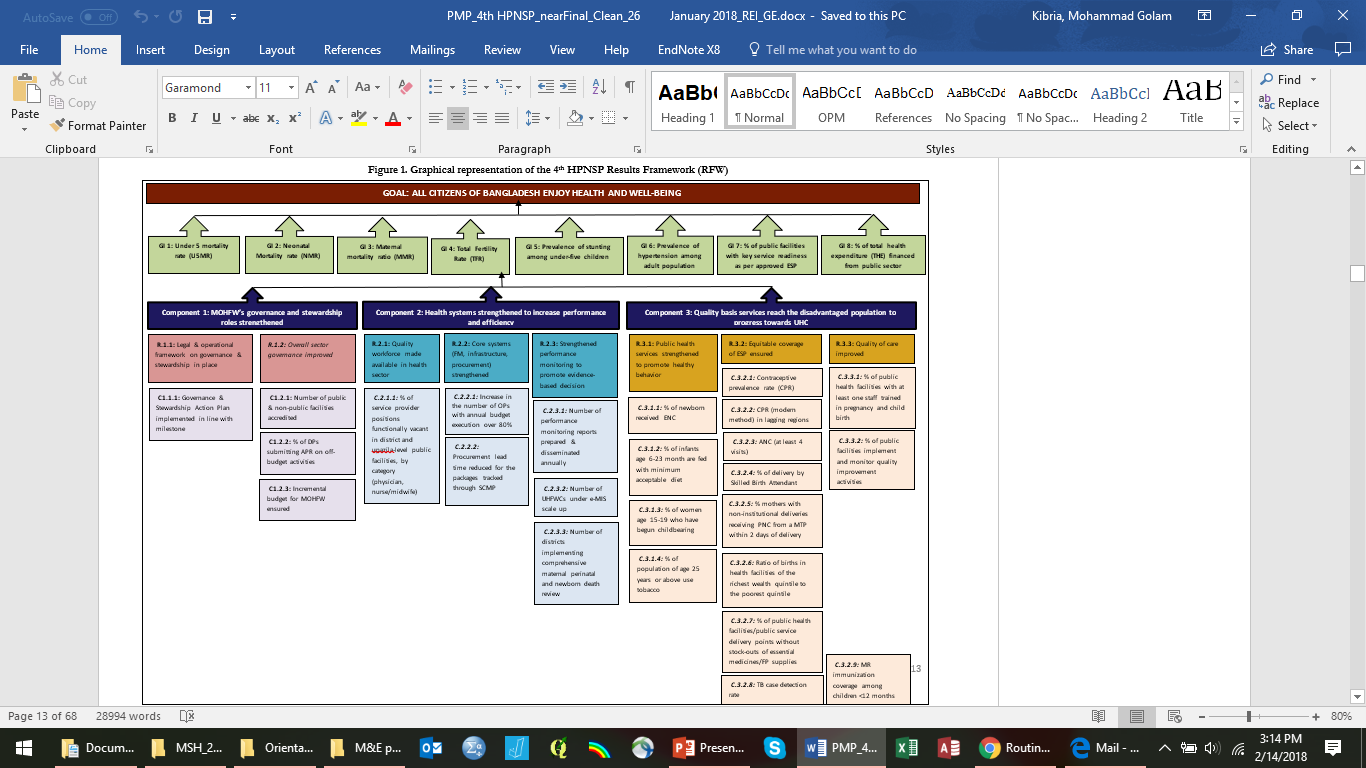 AutoSave Off
PMP_4th HPNSP_nearFinal_Clean_26 January 2018_REI_GE.docx - Saved to this PC
Kibria, Mohammad Golam
File Home Insert Design Layout References Mailings Review View Help EndNote X8 Tell me what you want to do Share
Paste
Cut
Copy
Format Painter
Clipboard
Garamond 11
Font
Paragraph
AaBb( AaBbCcDc AaBbCcI AaBbCcD AaBbCcDd AaBbCcDc AaBbCcI AaB
Heading 1 ¶ Normal OPM References No Spacing ¶ No Spac... Heading 2 Title
Styles
Find
Replace
Select
Editing
Figure 1. Graphical representation of the 4th HPNSP Results Framework (RFW)
GOAL: ALL CITIZENS OF BANGLADESH ENJOY HEALTH AND WELL-BEING
GI 1: Under 5 mortality
rate (U5MR)
GI 2: Neonatal
Mortality rate (NMR)
GI 3: Maternal
mortality ratio (MMR)
GI 4: Total Fertility
Rate (TFR)
GI 5: Prevalence of stunting
among under-five children
GI 6: Prevalence of
hypertension among
adult population
GI 7: % of public facilities
with key service readiness
as per approved ESP
GI 8: % of total health
expenditure (THE) financed
from public sector
Component 1: MOHFW's governance and stewardship
roles strengthened
Component 2: Health systems strengthened to increase performance
and efficiency
Component 3: Quality basis services reach the disadvantaged population to
progress towards UHC
R.1.1: Legal & operational
framework on governance &
stewardship in place
C1.1.1: Governance &
Stewardship Action Plan
implemented in line with
milestone
R.1.2: Overall sector
governance improved
C1.2.1: Number of public
& non-public facilities
accredited
C1.2.2: % of DPs
submitting APR on off-
budget activities
C1.2.3: Incremental
budget for MOHFW
ensured
R.2.1: Quality
workforce made
available in health
sector
C.2.1.1: % of
service provider
positions
functionally vacant
in district and
upazila-level public
facilities, by
category
(physician,
nurse/midwife)
R.2.2: Core systems
(FM, infrastructure,
procurement)
strengthened
C.2.2.1: Increase in
the number of OPs
with annual budget
execution over 80%
C.2.2.2:
Procurement lead
time reduced for the
packages tracked
through SCMP
R.2.3: Strengthened
performance
monitoring to
promote evidence-
based decision
C.2.3.1: Number of
performance
monitoring reports
prepared &
disseminated
annually
C.2.3.2: Number of
UHFWCs under e-MIS
scale up
C.2.3.3: Number of
districts
implementing
comprehensive
maternal perinatal
and newborn death
review
R.3.1: Public health
services strengthened
to promote healthy
behavior
C.3.1.1: % of newborn
received ENC
C.3.1.2: % of infants
age 6-23 month are fed
with minimum
acceptable diet
C.3.1.3: % of women
age 15-19 who have
begun childbearing
C.3.1.4: % of
population of age 25
years or above use
tobacco
R.3.2: Equitable coverage
of ESP ensured
C.3.2.1: Contraceptive
prevalence rate (CPR)
C.3.2.2: CPR (modern
method) in lagging regions
C.3.2.3: ANC (at least 4
visits)
C.3.2.4: % of delivery by
Skilled Birth Attendant
C.3.2.5: % mothers with
non-institutional deliveries
receiving PNC from a MTP
within 2 days of delivery
C.3.2.6: Ratio of births in
health facilities of the
richest wealth quintile to
the poorest quintile
C.3.2.7: % of public health
facilities/public service
delivery points without
stock-outs of essential
medicines/FP supplies
C.3.2.8: TB case detection
rate
R.3.3: Quality of care
improved
C.3.3.1: % of public
health facilities with at
least one staff trained
in pregnancy and child
birth
C.3.3.2: % of public
facilities implement
and monitor quality
improvement
activities
C.3.2.9: MR
immunization
coverage among
children <12 months
13
Page 13 of 68 28994 words 80%
Docum... MSH_2... Orienta... M&E p... Presen... PMP_4... Routin... Mail - ...
3:14 PM
2/14/2018